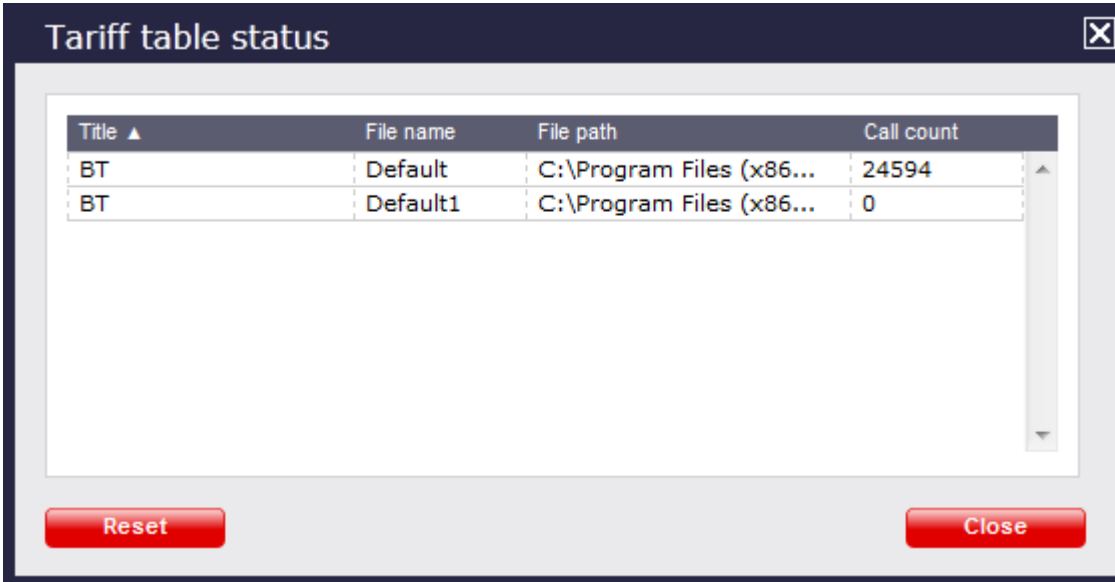 Tariff table status
Title ▲ File name File path Call count
BT Default C:\Program Files (x86... 24594
BT Default1 C:\Program Files (x86... 0
Reset Close